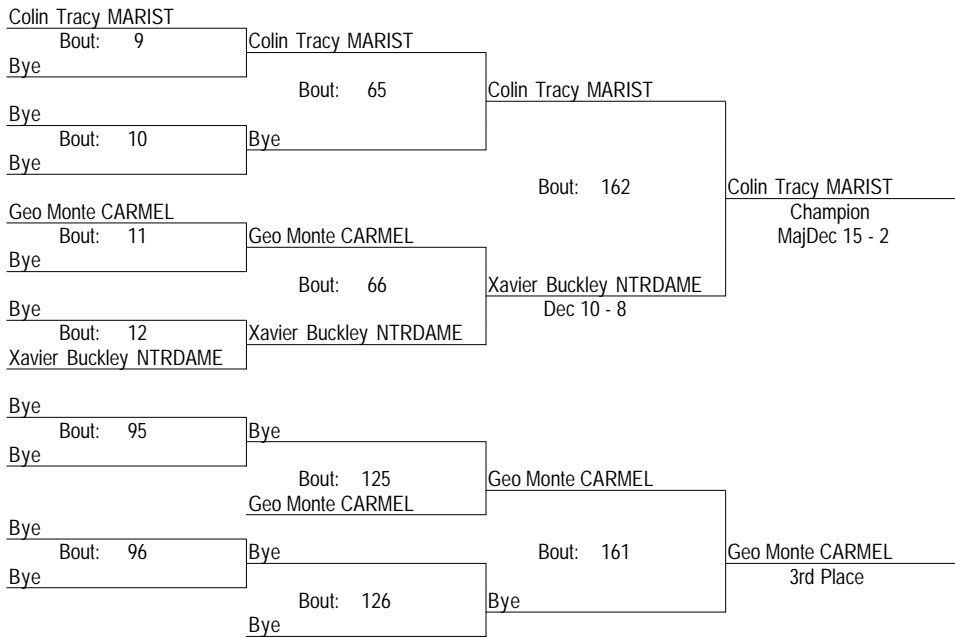 Colin Tracy MARIST
Bout: 9
Colin Tracy MARIST
Bye
Bout: 65
Colin Tracy MARIST
Bye
Bout: 10
Bye
Bye
Bout: 162
Colin Tracy MARIST
Geo Monte CARMEL
Champion
Bout: 11
Geo Monte CARMEL
MajDec 15 - 2
Bye
Bout: 66
Xavier Buckley NTRDAME
Bye
Dec 10 - 8
Bout: 12
Xavier Buckley NTRDAME
Xavier Buckley NTRDAME
Bye
Bout: 95
Bye
Bye
Bout: 125
Geo Monte CARMEL
Geo Monte CARMEL
Bye
Bout: 96
Bye
Bout: 161
Geo Monte CARMEL
Bye
3rd Place
Bout: 126
Bye
Bye